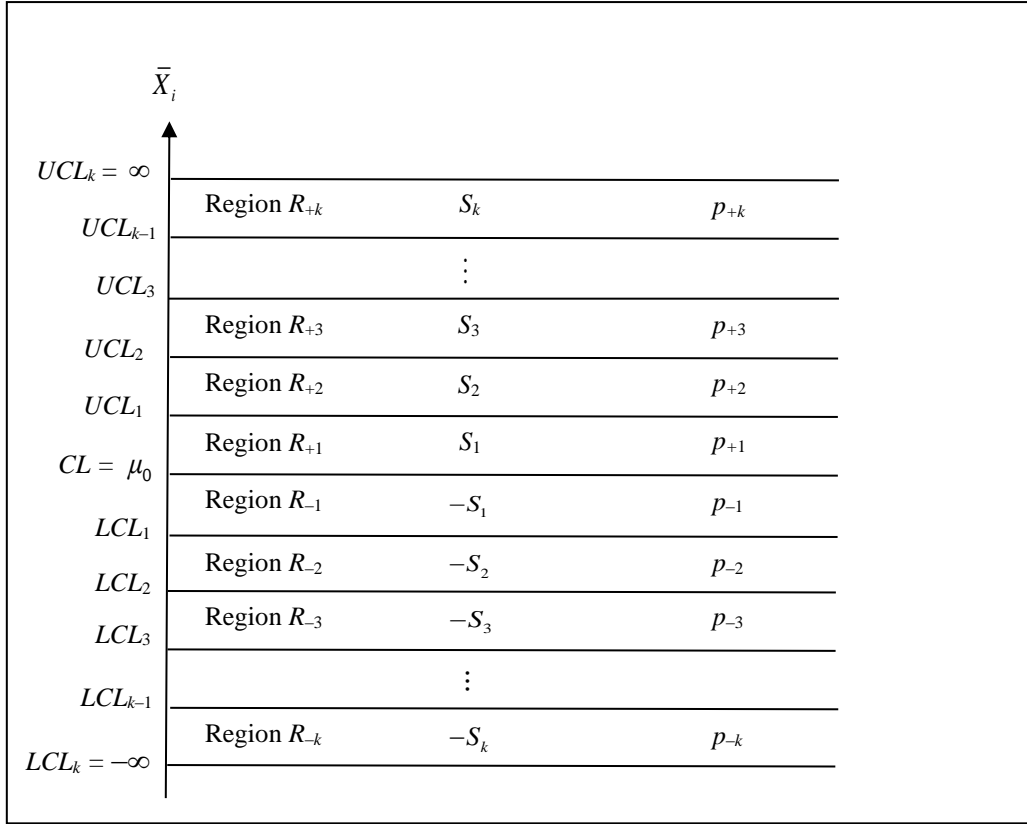 X̄ᵢ
UCLₖ = ∞
Region R₊ₖ Sₖ p₊ₖ
UCLₖ₋₁
⋮
UCL₃
Region R₊₃ S₃ p₊₃
UCL₂
Region R₊₂ S₂ p₊₂
UCL₁
Region R₊₁ S₁ p₊₁
CL = μ₀
Region R₋₁ −S₁ p₋₁
LCL₁
Region R₋₂ −S₂ p₋₂
LCL₂
Region R₋₃ −S₃ p₋₃
LCL₃
⋮
LCLₖ₋₁
Region R₋ₖ −Sₖ p₋ₖ
LCLₖ = −∞